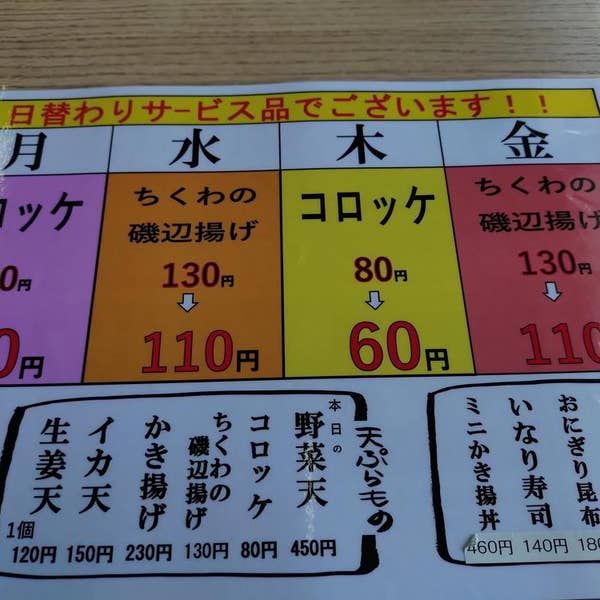 日替わりサービス品でございます!!
月
水
木
金
ロッケ
0円
0円
ちくわの
磯辺揚げ
130円
110円
コロッケ
80円
60円
ちくわの
磯辺揚げ
130円
110
天ぷらもの
本日の
野菜天
450円
コロッケ
80円
ちくわの
磯辺揚げ
130円
かき揚げ
230円
イカ天
150円
生姜天
1個
120円
おにぎり昆布
180
いなり寿司
140円
ミニかき揚丼
460円